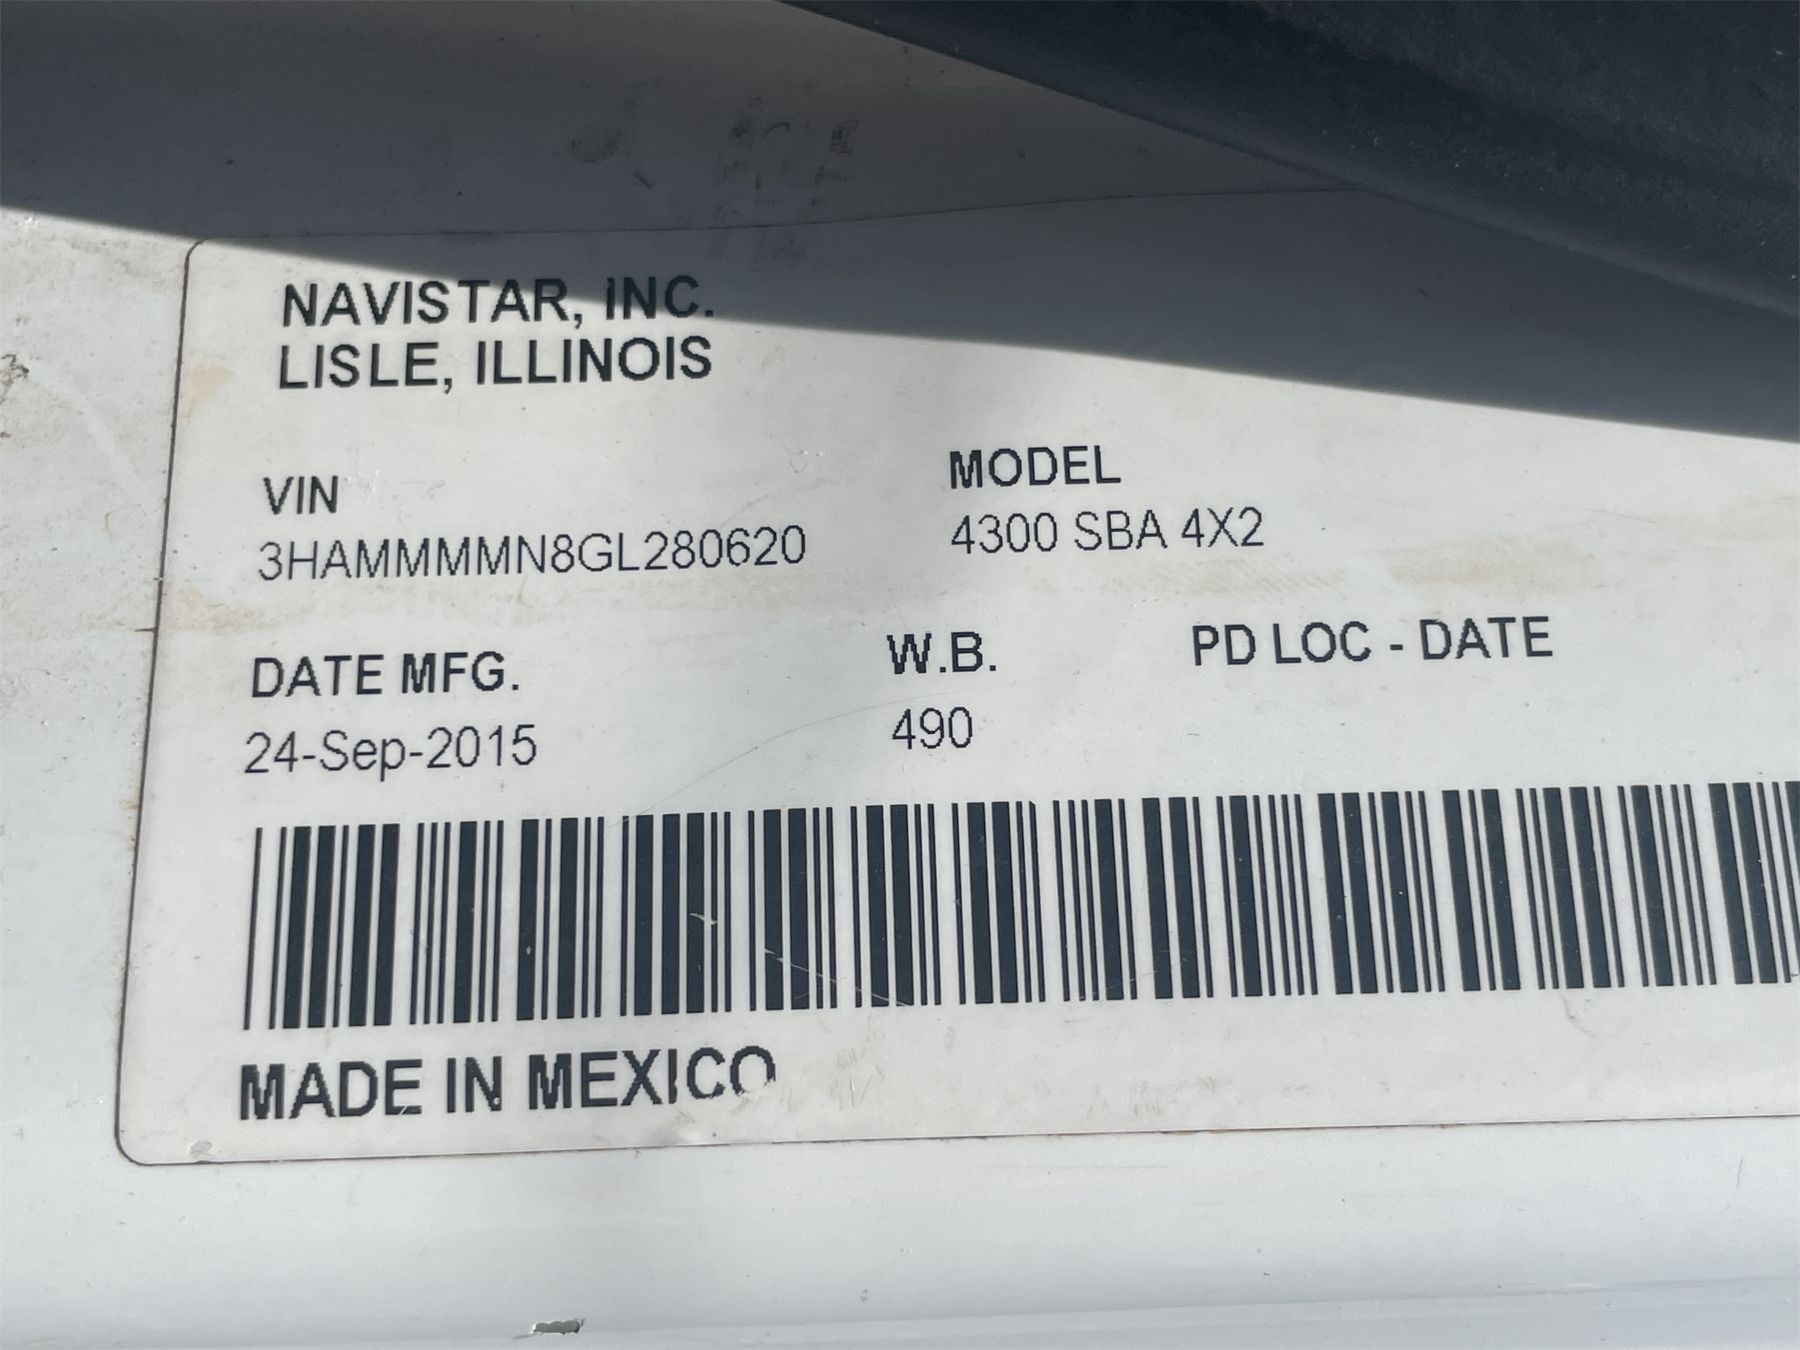 NAVISTAR, INC.
LISLE, ILLINOIS
VIN
3HAMMMMN8GL280620
MODEL
4300 SBA 4X2
DATE MFG.
24-Sep-2015
W.B.
490
PD LOC - DATE
MADE IN MEXICO